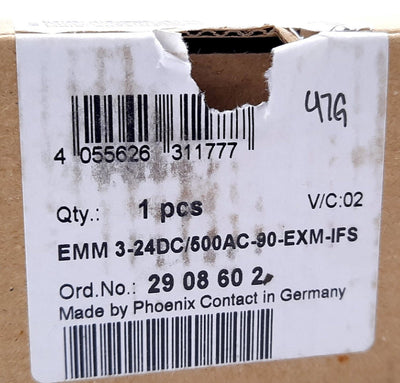 47G
4 055626 311777
Qty.: 1 pcs V/C:02
EMM 3-24DC/500AC-90-EXM-IFS
Ord.No.: 29 08 60 2
Made by Phoenix Contact in Germany